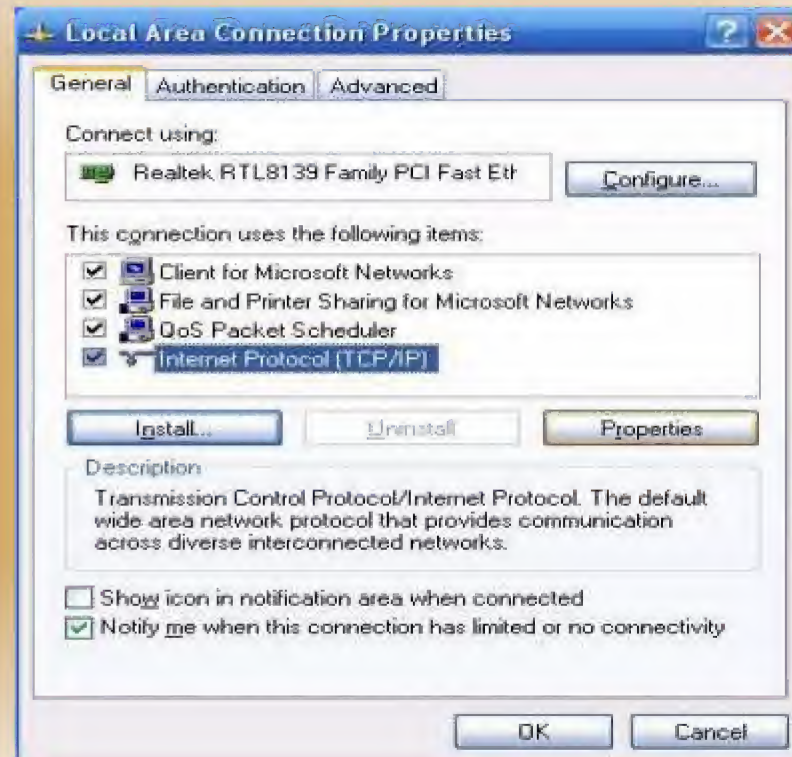 Local Area Connection Properties
General Authentication Advanced
Connect using:
Realtek RTL8139 Family PCI Fast Eth
Configure...
This connection uses the following items:
Client for Microsoft Networks
File and Printer Sharing for Microsoft Networks
QoS Packet Scheduler
Internet Protocol (TCP/IP)
Install... Uninstall Properties
Description
Transmission Control Protocol/Internet Protocol. The default
wide area network protocol that provides communication
across diverse interconnected networks.
Show icon in notification area when connected
Notify me when this connection has limited or no connectivity
OK Cancel